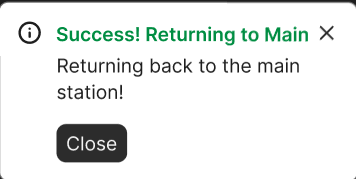 Success! Returning to Main
Returning back to the main
station!
Close